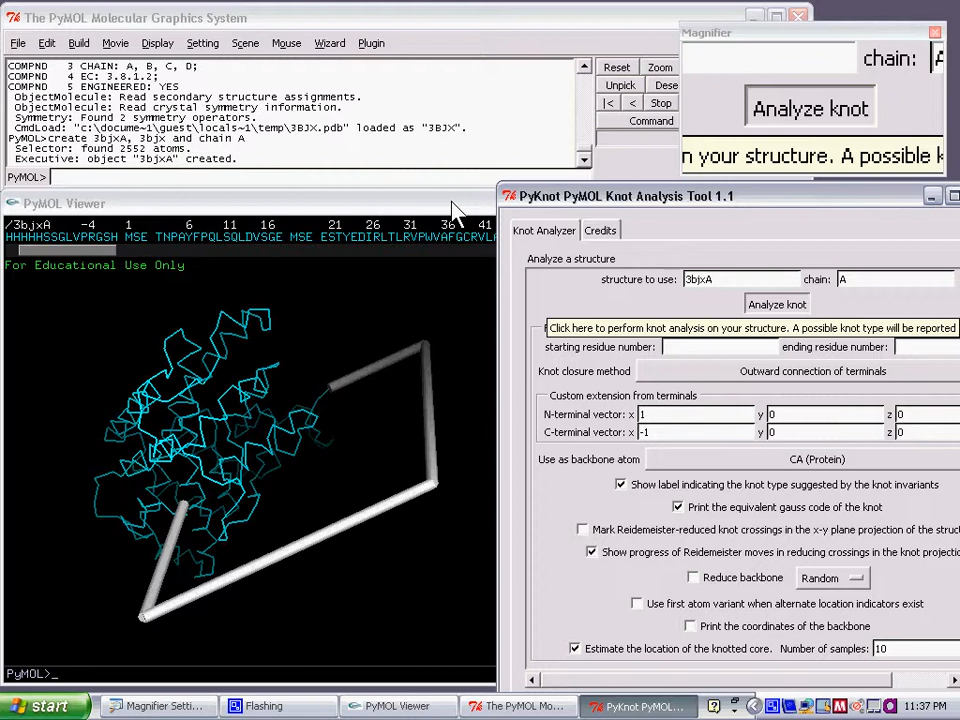 The PyMOL Molecular Graphics System
File Edit Build Movie Display Setting Scene Mouse Wizard Plugin
COMPND   3 CHAIN: A, B, C, D;
COMPND   4 EC: 3.8.1.2;
COMPND   5 ENGINEERED: YES
ObjectMolecule: Read secondary structure assignments.
ObjectMolecule: Read crystal symmetry information.
Symmetry: Found 2 symmetry operators.
CmdLoad: "c:\docume~1\guest\locals~1\temp\3BJX.pdb" loaded as "3BJX".
PyMOL>create 3bjxA, 3bjx and chain A
Selector: found 2552 atoms.
Executive: object "3bjxA" created.
PyMOL>
Reset Zoom
Unpick Dese
|< < Stop
Command
Magnifier
chain: A
Analyze knot
n your structure. A possible k
PyMOL Viewer
/3bjxA -4 1 6 11 16 21 26 31 36 41
HHHHHSSGLVPRGSH MSE TNPAYFPQLSQLDVSGE MSE ESTYEDIRLTLRVPWVAFGCRVLA
For Educational Use Only
PyMOL>_
PyKnot PyMOL Knot Analysis Tool 1.1
Knot Analyzer Credits
Analyze a structure
structure to use: 3bjxA chain: A
Analyze knot
Click here to perform knot analysis on your structure. A possible knot type will be reported
starting residue number: ending residue number:
Knot closure method Outward connection of terminals
Custom extension from terminals
N-terminal vector: x 1 y 0 z 0
C-terminal vector: x -1 y 0 z 0
Use as backbone atom CA (Protein)
Show label indicating the knot type suggested by the knot invariants
Print the equivalent gauss code of the knot
Mark Reidemeister-reduced knot crossings in the x-y plane projection of the struc
Show progress of Reidemeister moves in reducing crossings in the knot projectio
Reduce backbone Random
Use first atom variant when alternate location indicators exist
Print the coordinates of the backbone
Estimate the location of the knotted core. Number of samples: 10
start Magnifier Setti... Flashing PyMOL Viewer The PyMOL Mo... PyKnot PyMOL... 11:37 PM